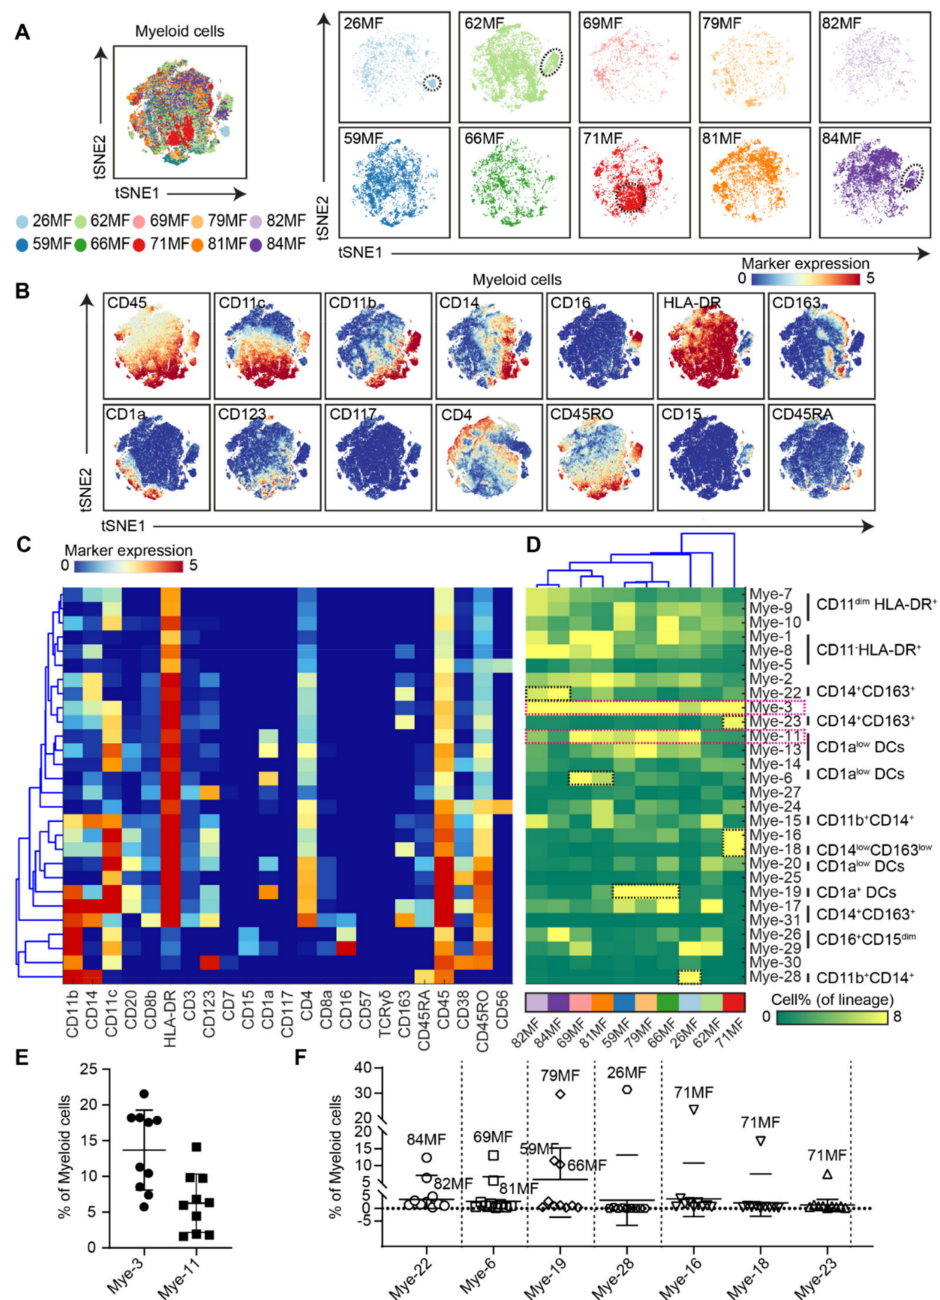 A
Myeloid cells
tSNE2
tSNE1
26MF 62MF 69MF 79MF 82MF
59MF 66MF 71MF 81MF 84MF
26MF 62MF 69MF 79MF 82MF
59MF 66MF 71MF 81MF 84MF
tSNE2
tSNE1
Marker expression
0 5
B
Myeloid cells
CD45 CD11c CD11b CD14 CD16 HLA-DR CD163
CD1a CD123 CD117 CD4 CD45RO CD15 CD45RA
tSNE2
tSNE1
C
Marker expression
0 5
CD11b CD14 CD11c CD20 CD8b HLA-DR CD3 CD123 CD7 CD15 CD1a CD117 CD4 CD8a CD16 CD57 TCRγδ CD163 CD45RA CD45 CD38 CD45RO CD56
D
Mye-7
Mye-9
Mye-10
Mye-1
Mye-8
Mye-5
Mye-2
Mye-22
Mye-3
Mye-23
Mye-11
Mye-13
Mye-14
Mye-6
Mye-27
Mye-24
Mye-15
Mye-16
Mye-18
Mye-20
Mye-25
Mye-19
Mye-17
Mye-31
Mye-26
Mye-29
Mye-30
Mye-28
CD11dim HLA-DR+
CD11-HLA-DR+
CD14+CD163+
CD14+CD163+
CD1alow DCs
CD1alow DCs
CD11b+CD14+
CD14lowCD163low
CD1alow DCs
CD1a+ DCs
CD14+CD163+
CD16+CD15dim
CD11b+CD14+
82MF 84MF 69MF 81MF 59MF 79MF 66MF 26MF 62MF 71MF
Cell% (of lineage)
0 8
E
% of Myeloid cells
25
20
15
10
5
0
Mye-3 Mye-11
F
% of Myeloid cells
40
30
20
15
10
5
5
0
-5
84MF
82MF
69MF
81MF
79MF
59MF
66MF
26MF
71MF
71MF
71MF
Mye-22 Mye-6 Mye-19 Mye-28 Mye-16 Mye-18 Mye-23